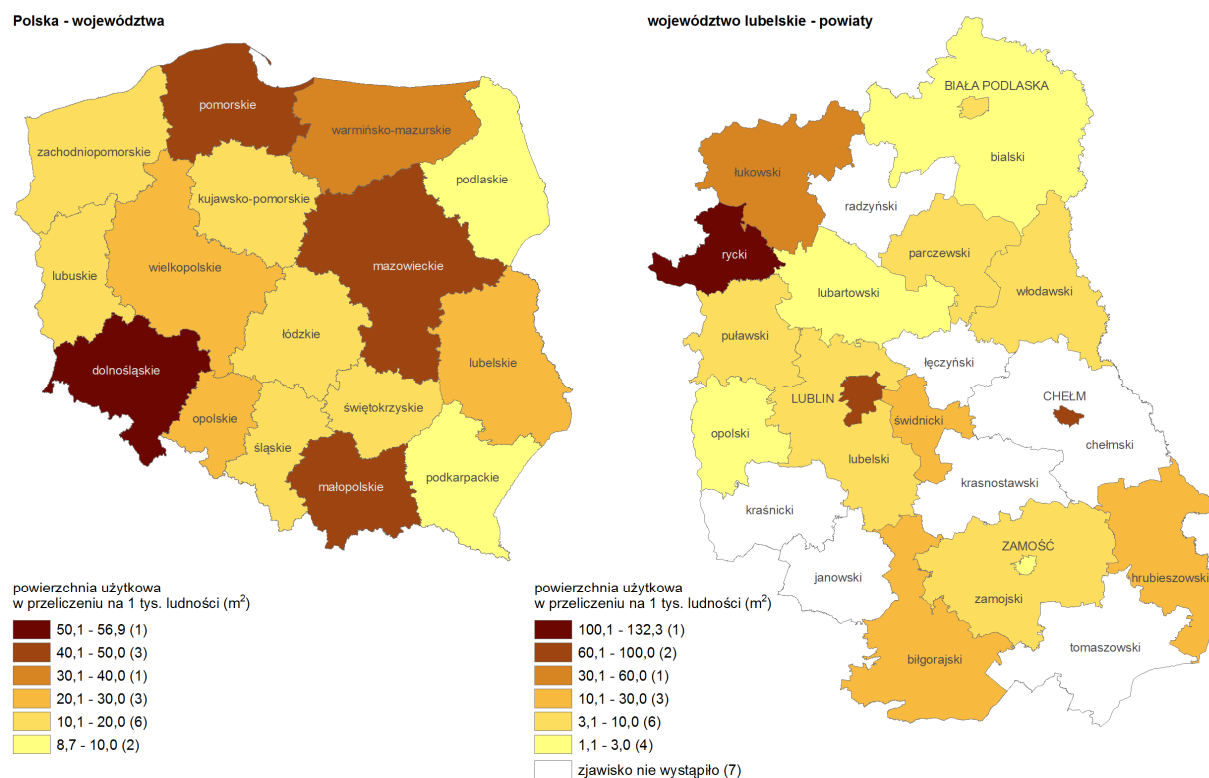 Polska - województwa
pomorskie
warmińsko-mazurskie
zachodniopomorskie
podlaskie
kujawsko-pomorskie
mazowieckie
wielkopolskie
lubuskie
łódzkie
lubelskie
dolnośląskie
świętokrzyskie
opolskie
śląskie
podkarpackie
małopolskie
powierzchnia użytkowa
w przeliczeniu na 1 tys. ludności (m²)
50,1 - 56,9 (1)
40,1 - 50,0 (3)
30,1 - 40,0 (1)
20,1 - 30,0 (3)
10,1 - 20,0 (6)
8,7 - 10,0 (2)
województwo lubelskie - powiaty
BIAŁA PODLASKA
bialski
łukowski
radzyński
rycki
parczewski
lubartowski
włodawski
puławski
łęczyński
LUBLIN
CHEŁM
świdnicki
opolski
chełmski
lubelski
krasnostawski
kraśnicki
ZAMOŚĆ
janowski
hrubieszowski
zamojski
tomaszowski
biłgorajski
powierzchnia użytkowa
w przeliczeniu na 1 tys. ludności (m²)
100,1 - 132,3 (1)
60,1 - 100,0 (2)
30,1 - 60,0 (1)
10,1 - 30,0 (3)
3,1 - 10,0 (6)
1,1 - 3,0 (4)
zjawisko nie wystąpiło (7)